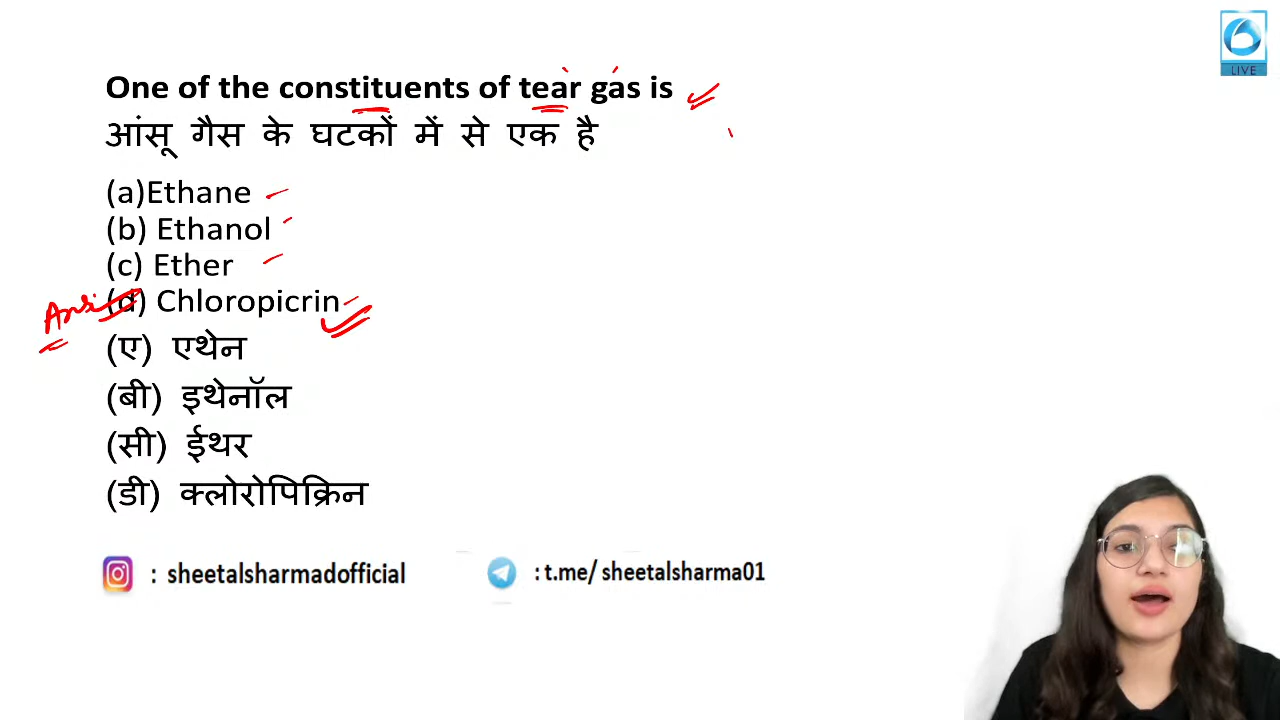 LIVE
One of the constituents of tear gas is
आंसू गैस के घटकों में से एक है
(a)Ethane
(b) Ethanol
(c) Ether
Ans:
(d) Chloropicrin
(ए) एथेन
(बी) इथेनॉल
(सी) ईथर
(डी) क्लोरोपिक्रिन
: sheetalsharmadofficial
: t.me/ sheetalsharma01